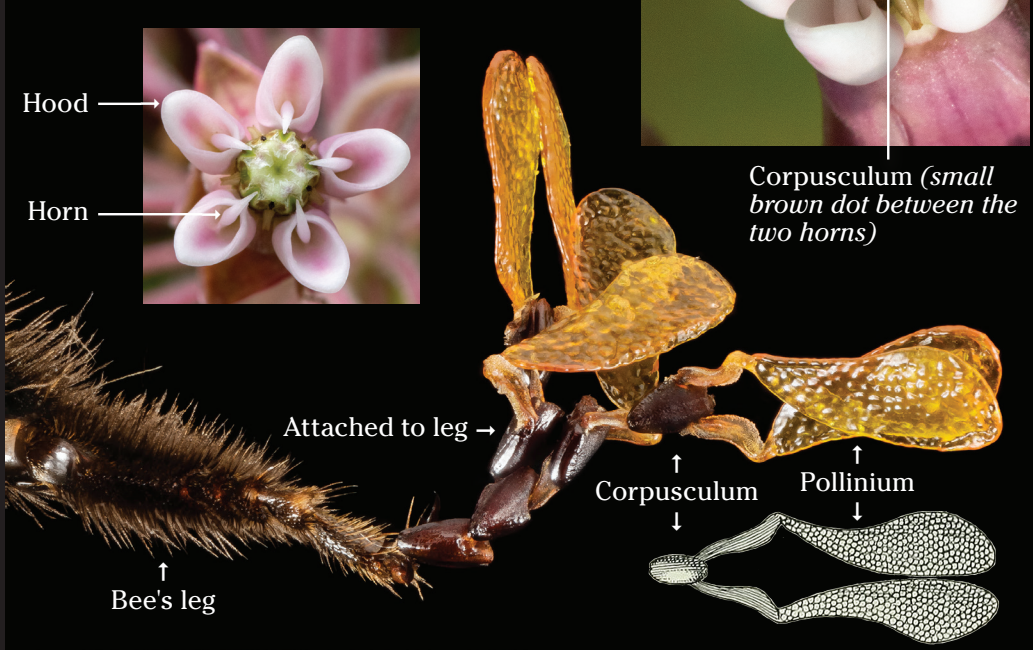 Hood
Horn
Corpusculum (small
brown dot between the
two horns)
Attached to leg
Corpusculum
Pollinium
Bee's leg